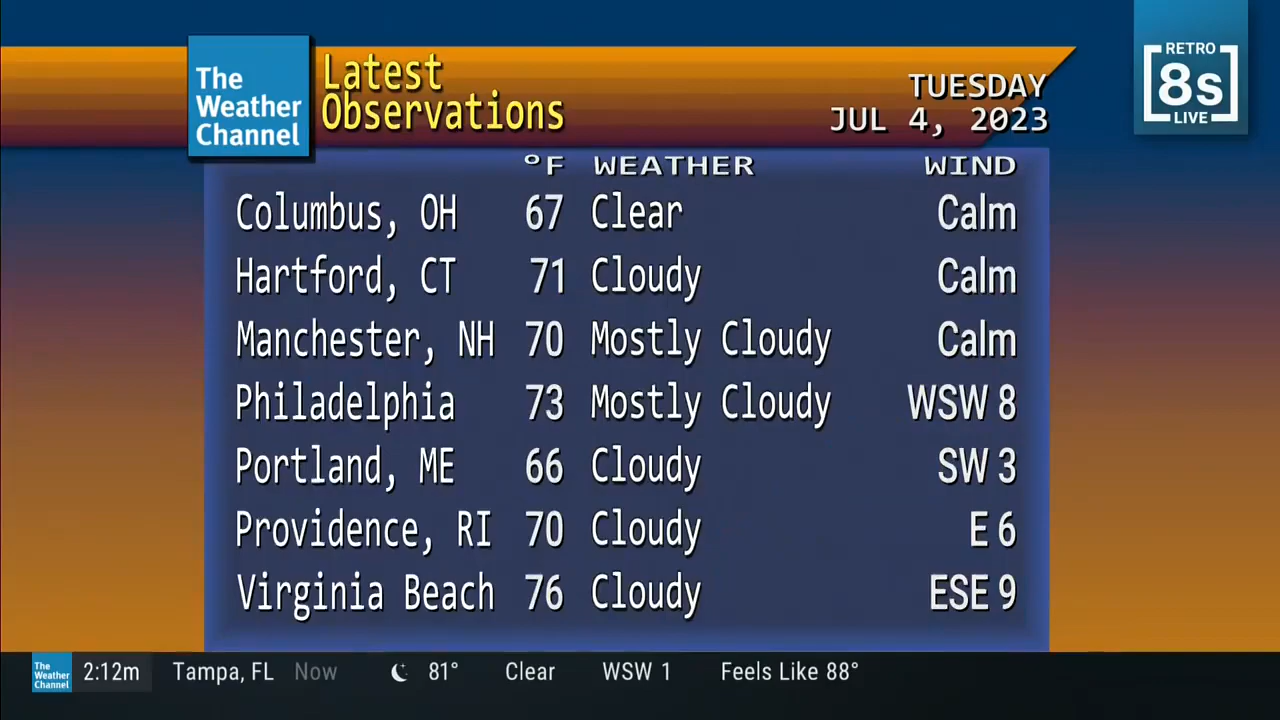 The
Weather
Channel
Latest
Observations
TUESDAY
JUL 4, 2023
RETRO
8s
LIVE
°F WEATHER WIND
Columbus, OH 67 Clear Calm
Hartford, CT 71 Cloudy Calm
Manchester, NH 70 Mostly Cloudy Calm
Philadelphia 73 Mostly Cloudy WSW 8
Portland, ME 66 Cloudy SW 3
Providence, RI 70 Cloudy E 6
Virginia Beach 76 Cloudy ESE 9
The
Weather
Channel
2:12m Tampa, FL Now 81° Clear WSW 1 Feels Like 88°